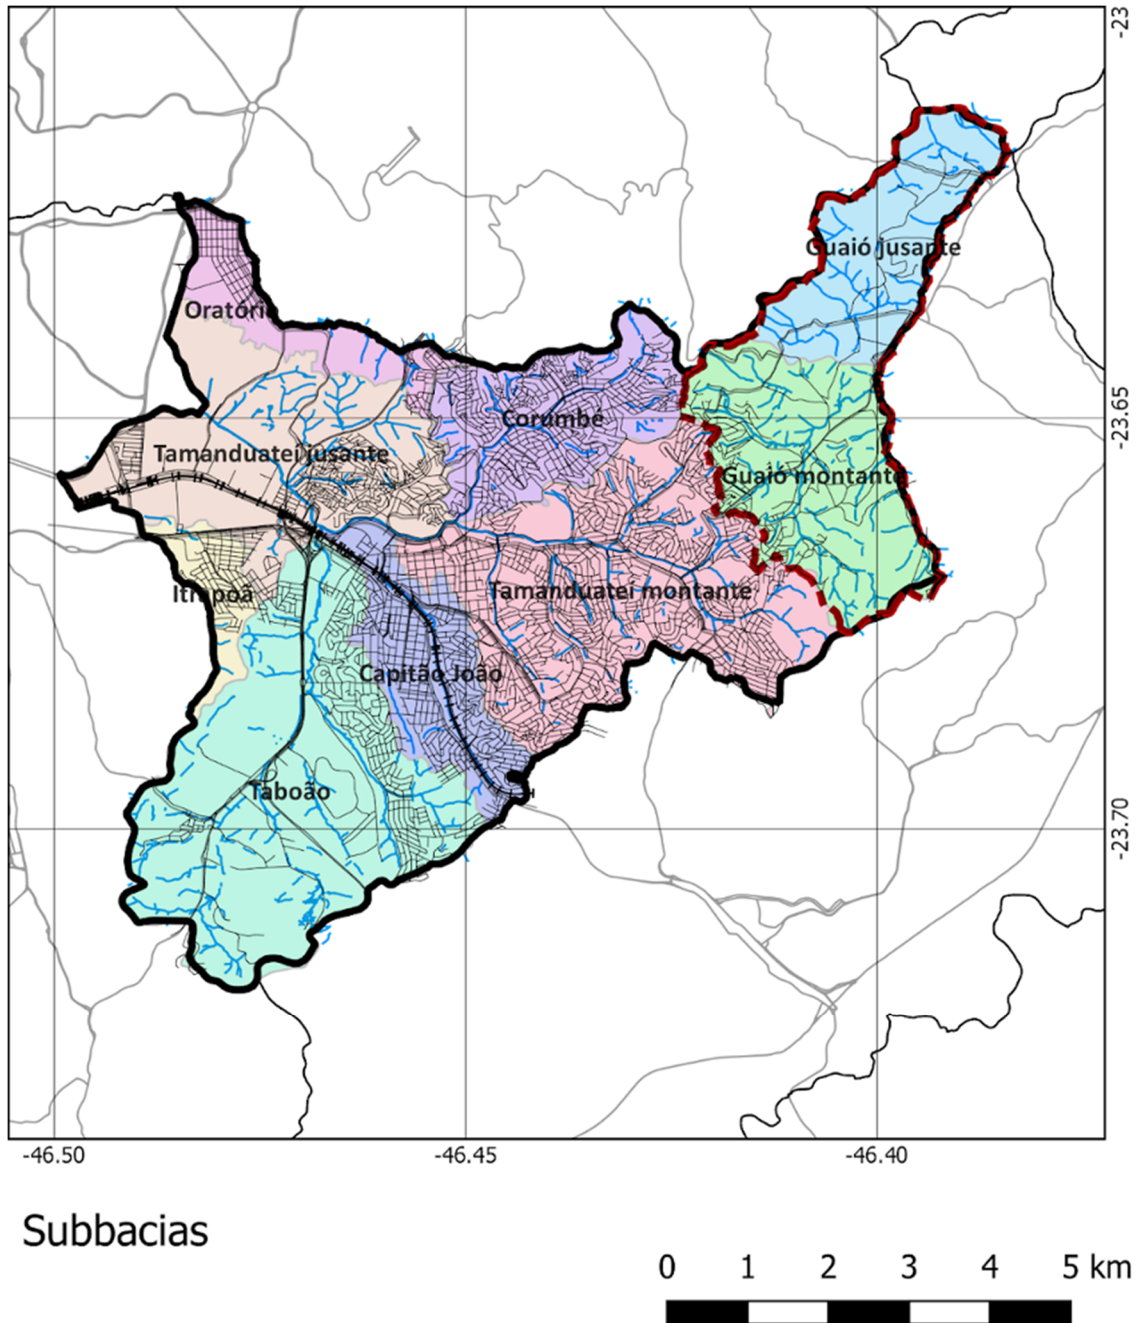 -23
Guaió jusante
Oratório
-23.65
Corumbé
Tamanduateí jusante
Guaió montante
Tamanduateí montante
Itrapoã
Capitão João
Taboão
-23.70
-46.50 -46.45 -46.40
Subbacias
0 1 2 3 4 5 km